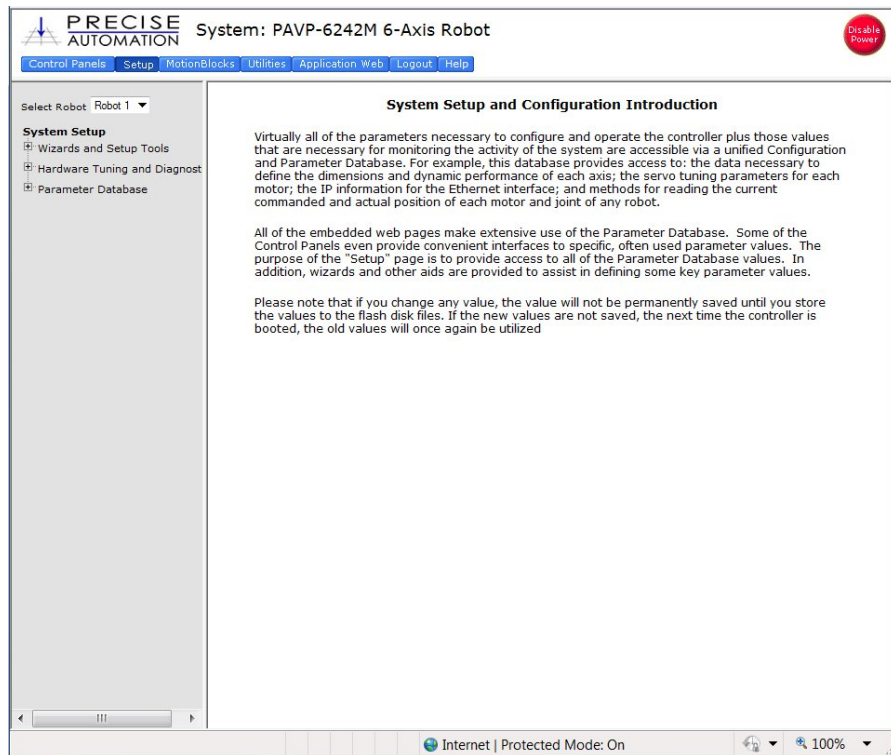 PRECISE
AUTOMATION
System: PAVP-6242M 6-Axis Robot
Disable
Power
Control Panels Setup MotionBlocks Utilities Application Web Logout Help
Select Robot Robot 1
System Setup
Wizards and Setup Tools
Hardware Tuning and Diagnost
Parameter Database
System Setup and Configuration Introduction
Virtually all of the parameters necessary to configure and operate the controller plus those values
that are necessary for monitoring the activity of the system are accessible via a unified Configuration
and Parameter Database. For example, this database provides access to: the data necessary to
define the dimensions and dynamic performance of each axis; the servo tuning parameters for each
motor; the IP information for the Ethernet interface; and methods for reading the current
commanded and actual position of each motor and joint of any robot.
All of the embedded web pages make extensive use of the Parameter Database. Some of the
Control Panels even provide convenient interfaces to specific, often used parameter values. The
purpose of the "Setup" page is to provide access to all of the Parameter Database values. In
addition, wizards and other aids are provided to assist in defining some key parameter values.
Please note that if you change any value, the value will not be permanently saved until you store
the values to the flash disk files. If the new values are not saved, the next time the controller is
booted, the old values will once again be utilized
Internet | Protected Mode: On
100%